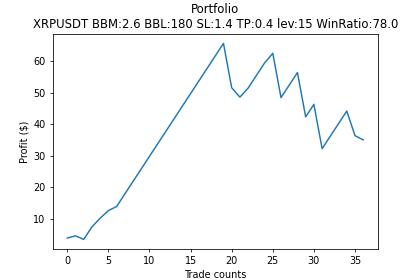 Portfolio
XRPUSDT BBM:2.6 BBL:180 SL:1.4 TP:0.4 lev:15 WinRatio:78.0
60
50
40
30
20
10
Profit ($)
0 5 10 15 20 25 30 35
Trade counts